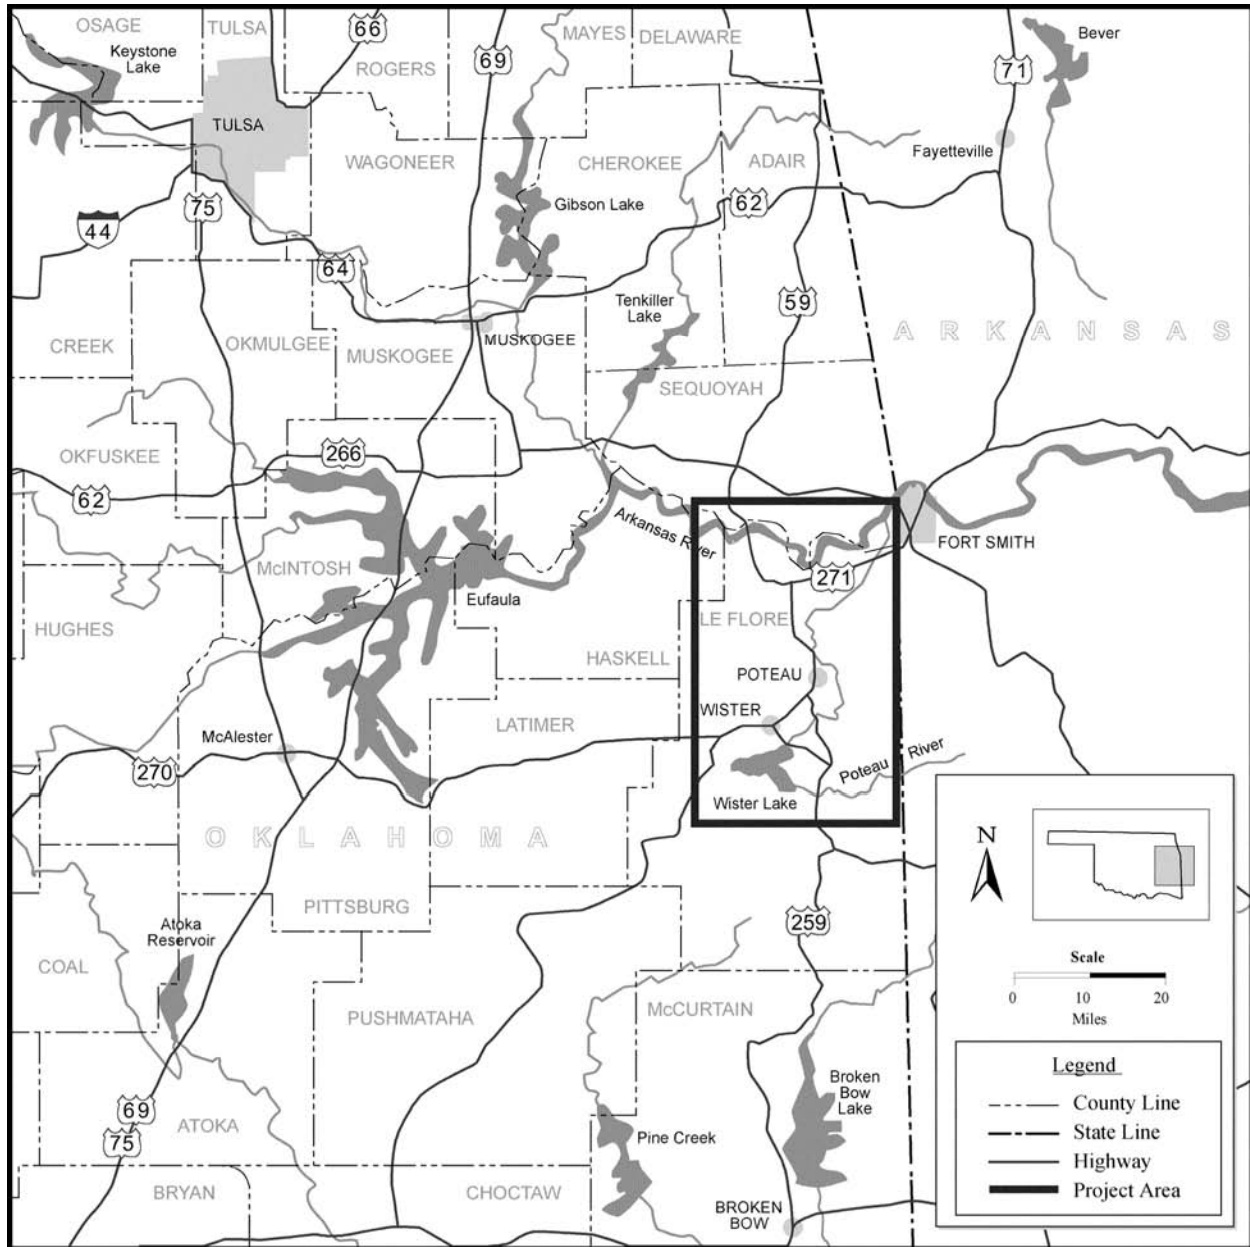 OSAGE
TULSA
66
69
MAYES
DELAWARE
Bever
Keystone
Lake
ROGERS
71
TULSA
WAGONEER
CHEROKEE
ADAIR
Fayetteville
75
Gibson Lake
62
44
64
Tenkiller
Lake
59
ARKANSAS
CREEK
OKMULGEE
MUSKOGEE
MUSKOGEE
SEQUOYAH
OKFUSKEE
266
62
Arkansas River
FORT SMITH
McINTOSH
271
Eufaula
HUGHES
LE FLORE
HASKELL
POTEAU
WISTER
LATIMER
McAlester
Poteau River
270
Wister Lake
OKLAHOMA
N
PITTSBURG
259
Atoka
Reservoir
COAL
Scale
0 10 20
Miles
PUSHMATAHA
McCURTAIN
Legend
Broken
Bow
Lake
County Line
69
ATOKA
Pine Creek
State Line
75
Highway
BRYAN
CHOCTAW
Project Area
BROKEN
BOW